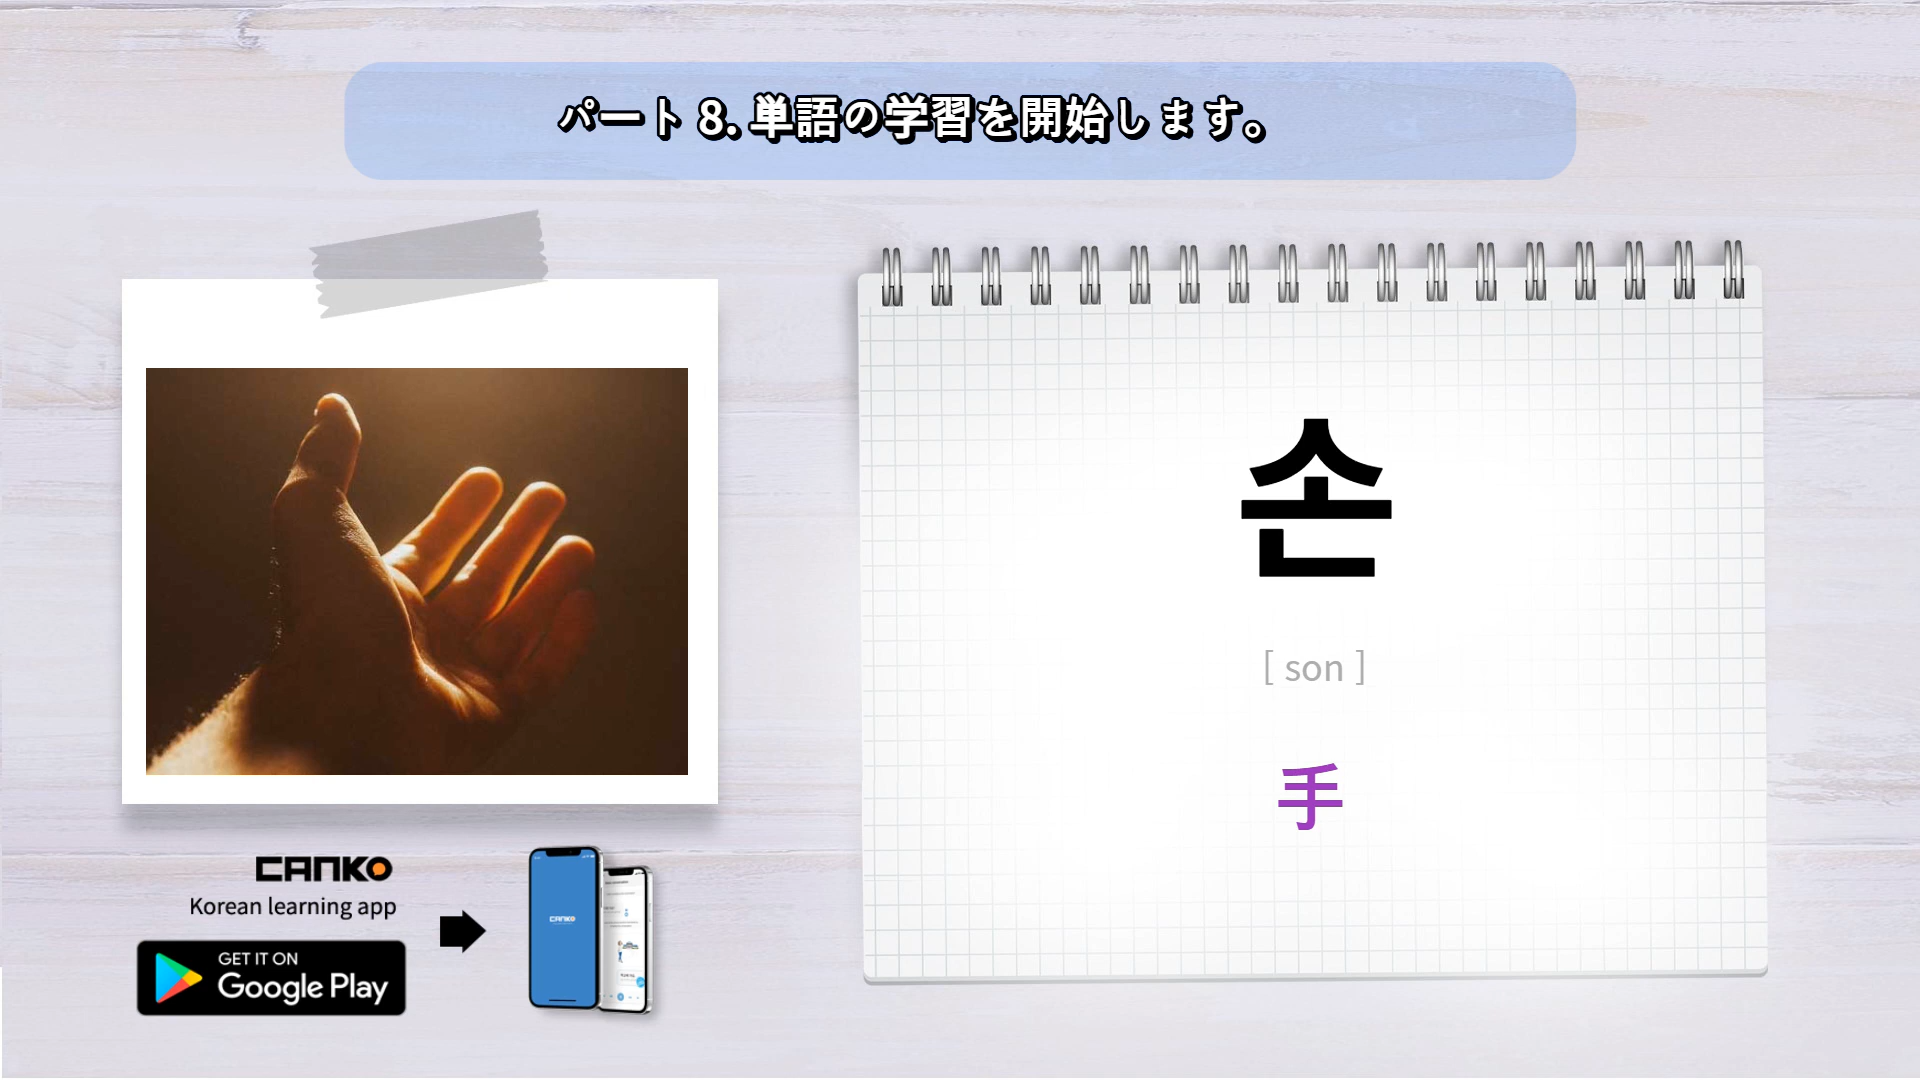 パート 8. 単語の学習を開始します。
손
[ son ]
手
CANKO
Korean learning app
GET IT ON
Google Play
CANKO